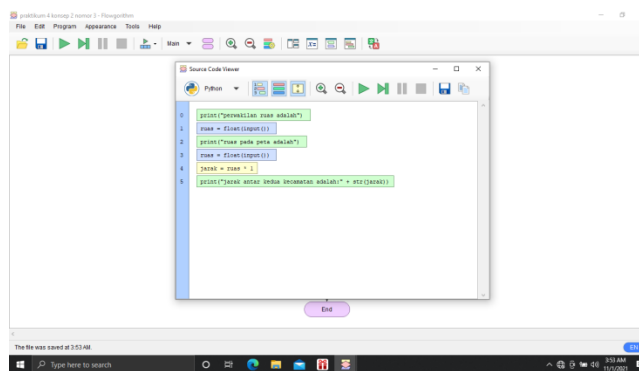 praktikum 4 konsep 2 nomor 3 - Flowgorithm
File Edit Program Appearance Tools Help
Main
Source Code Viewer
Python
0 print("perwakilan ruas adalah")
1 ruas = float(input())
2 print("ruas pada peta adalah")
3 ruas = float(input())
4 jarak = ruas * 1
5 print("jarak antar kedua kecamatan adalah:" + str(jarak))
End
The file was saved at 3:53 AM.
EN
Type here to search
3:53 AM
11/1/2021